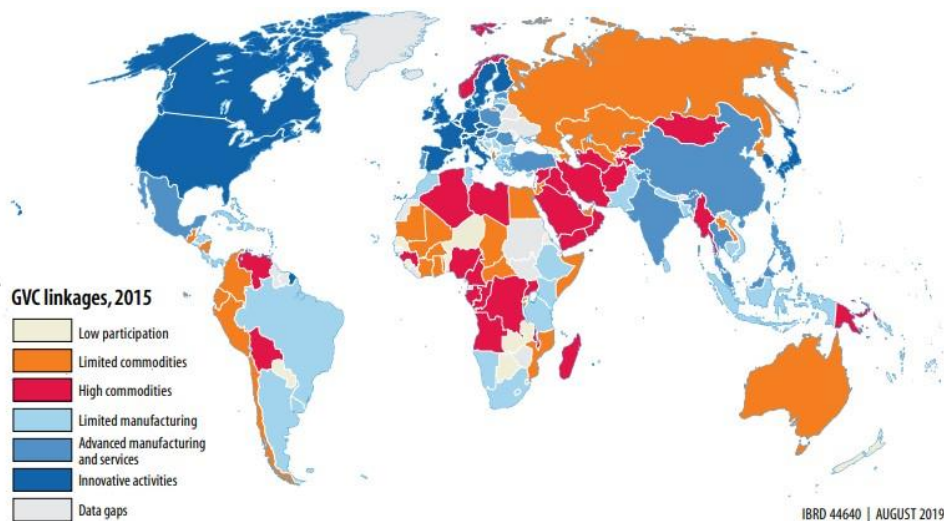 GVC linkages, 2015
Low participation
Limited commodities
High commodities
Limited manufacturing
Advanced manufacturing
and services
Innovative activities
Data gaps
IBRD 44640 | AUGUST 2019